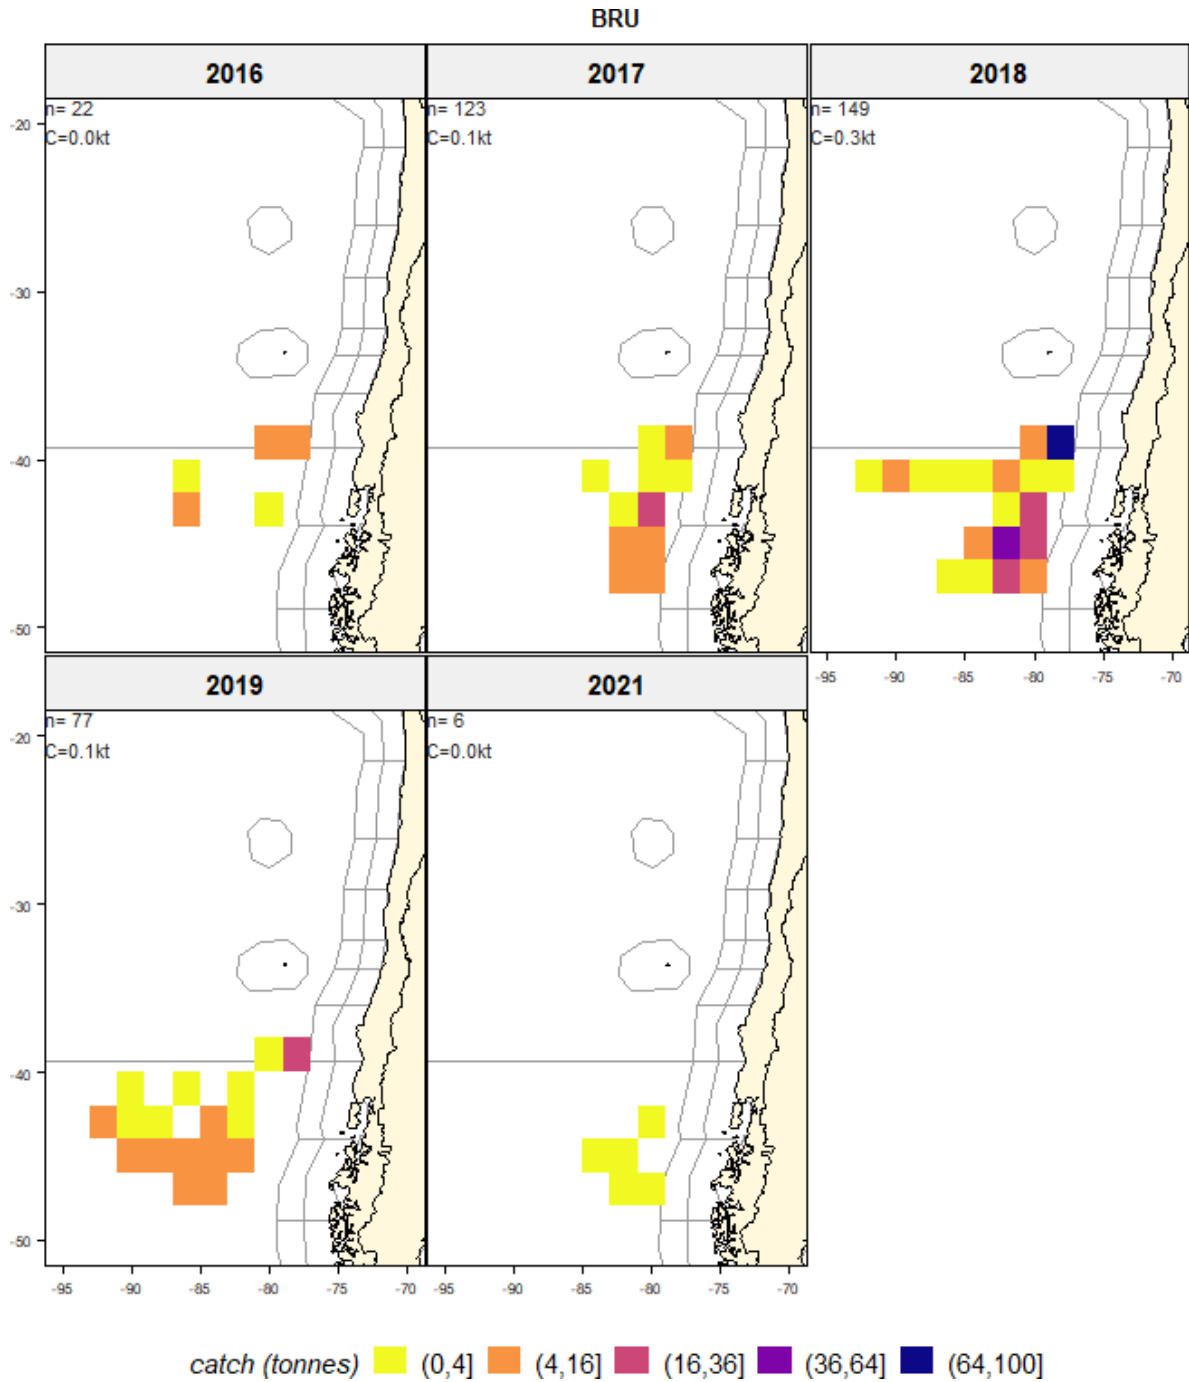 BRU
2016 2017 2018
n= 22 n= 123 n= 149
C=0.0kt C=0.1kt C=0.3kt
-20
-30
-40
-50
-95 -90 -85 -80 -75 -70
2019 2021
n= 77 n= 6
C=0.1kt C=0.0kt
-20
-30
-40
-50
-95 -90 -85 -80 -75 -70 -95 -90 -85 -80 -75 -70
catch (tonnes) (0,4] (4,16] (16,36] (36,64] (64,100]